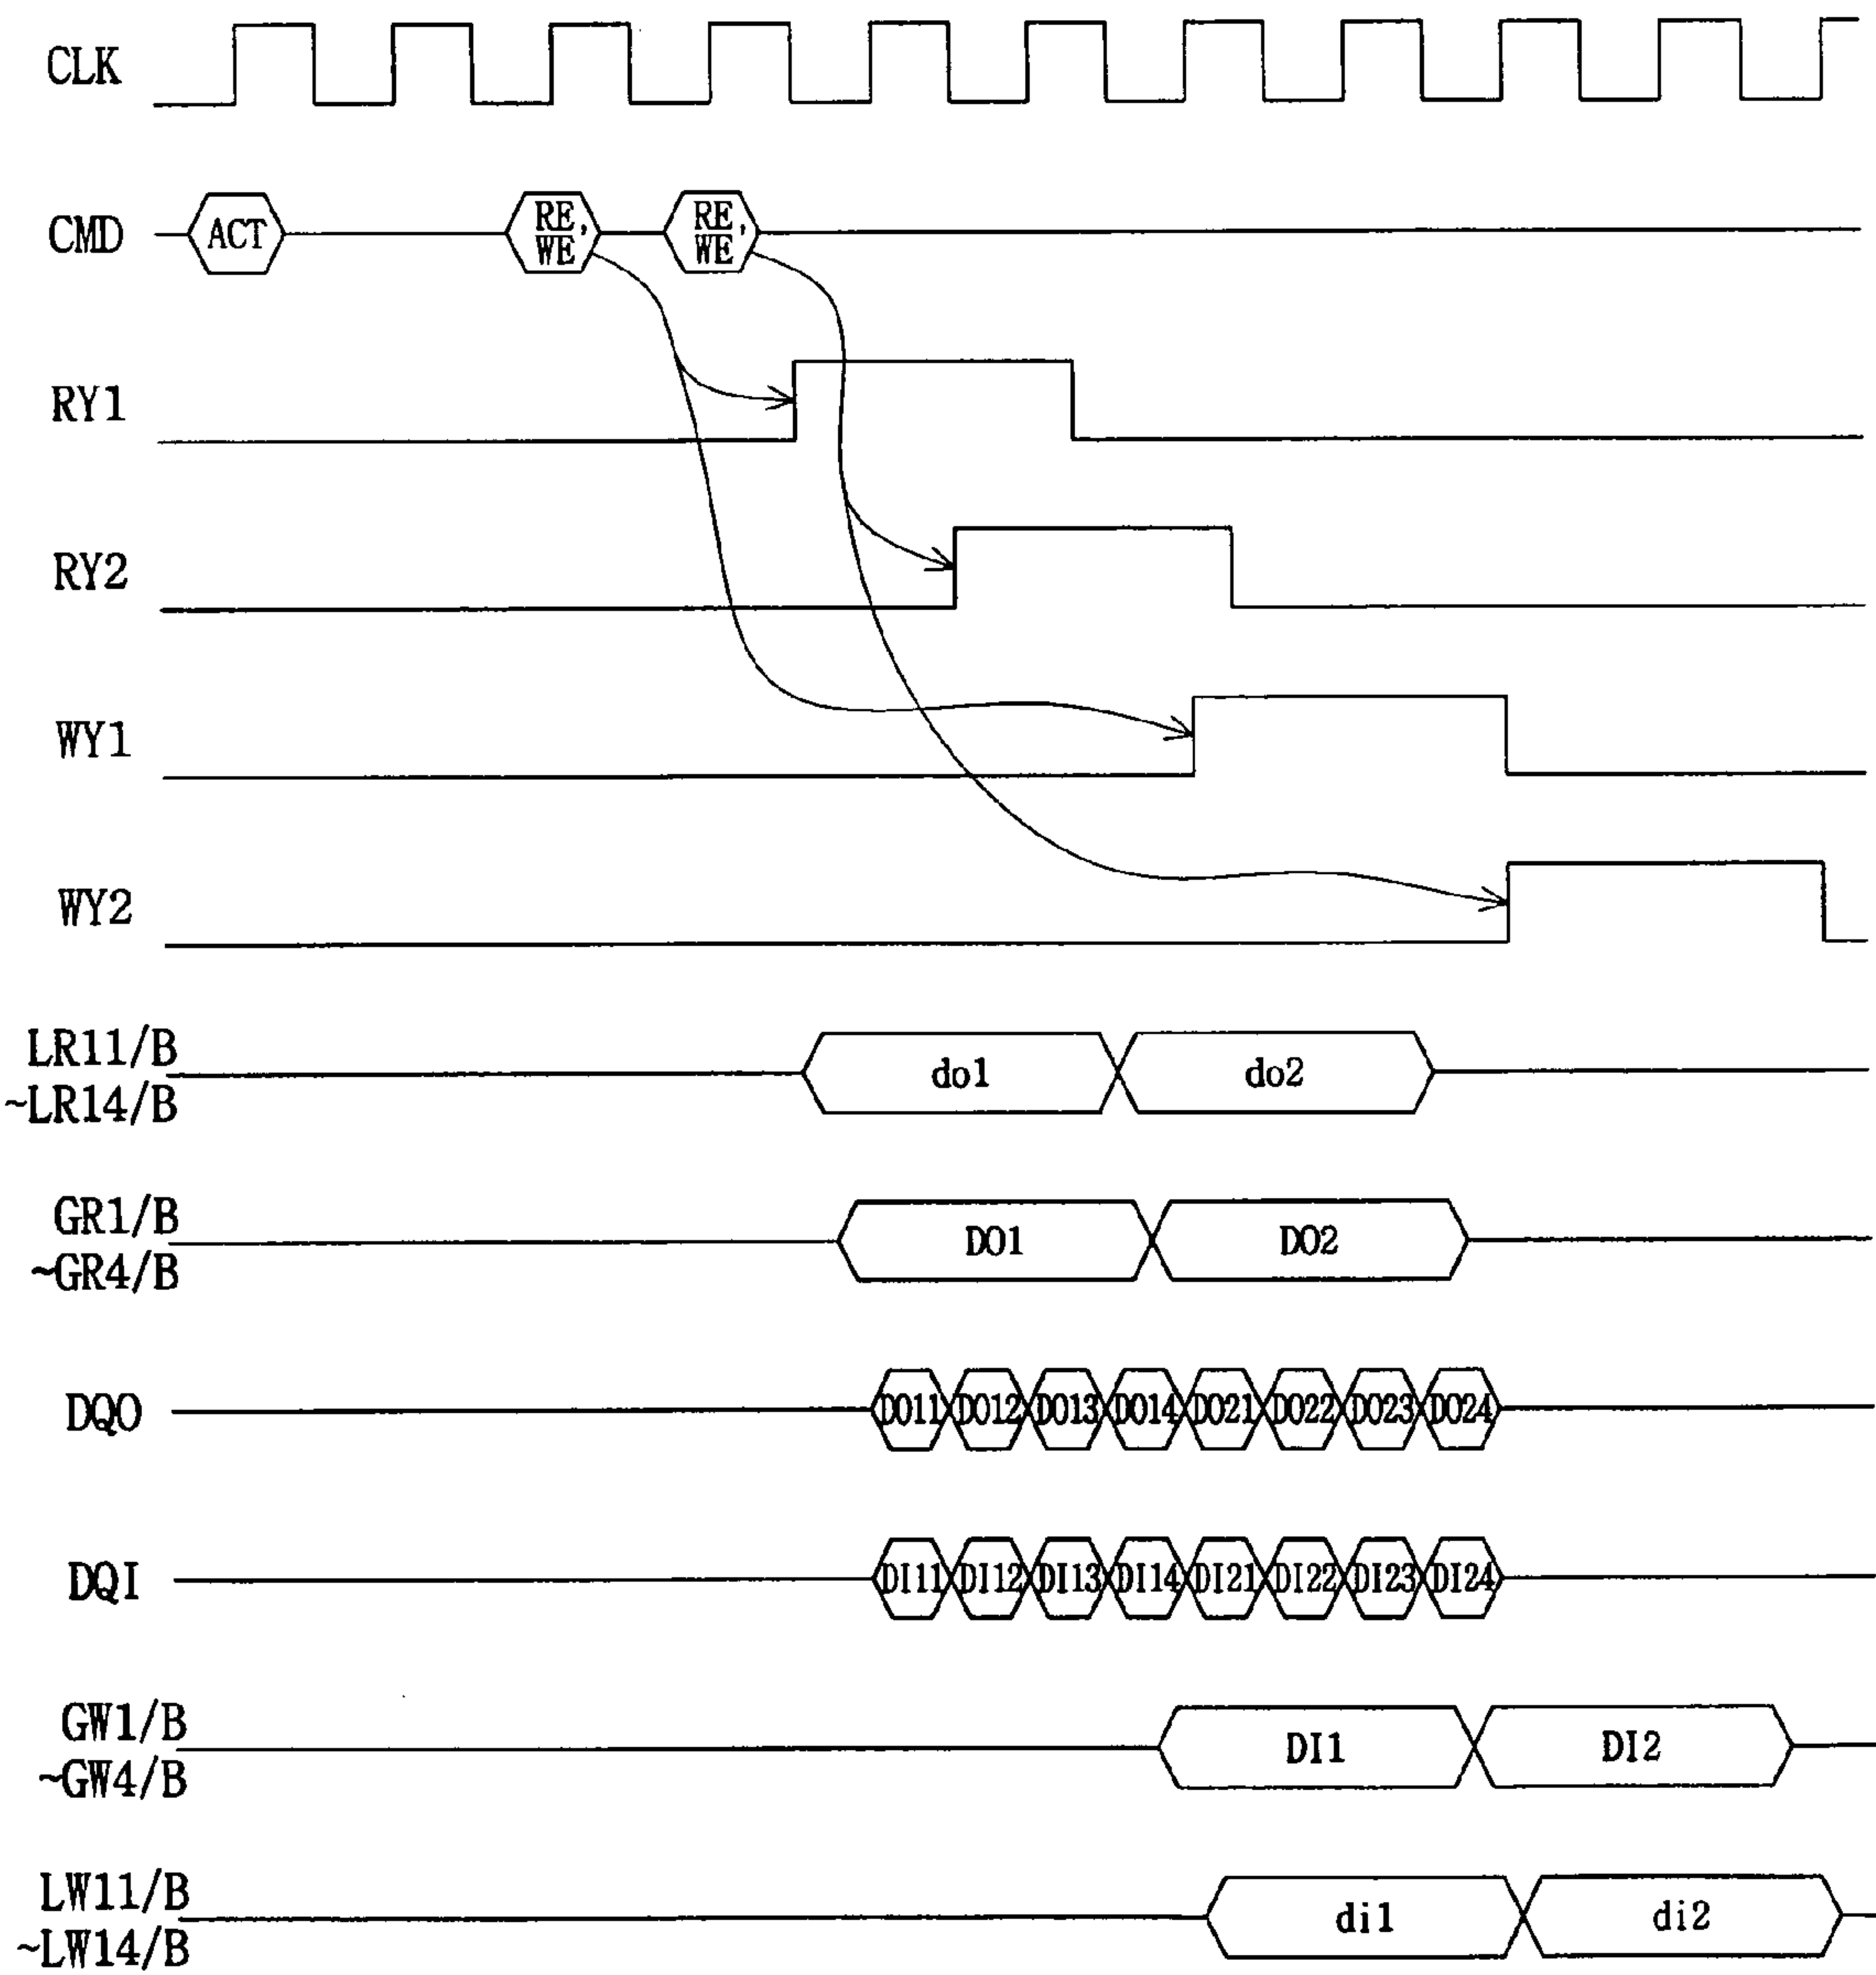 CLK
CMD ACT RE, WE RE, WE
RY1
RY2
WY1
WY2
LR11/B
~LR14/B
do1 do2
GR1/B
~GR4/B
DO1 DO2
DQO DO11 DO12 DO13 DO14 DO21 DO22 DO23 DO24
DQI DI11 DI12 DI13 DI14 DI21 DI22 DI23 DI24
GW1/B
~GW4/B
DI1 DI2
LW11/B
~LW14/B
di1 di2